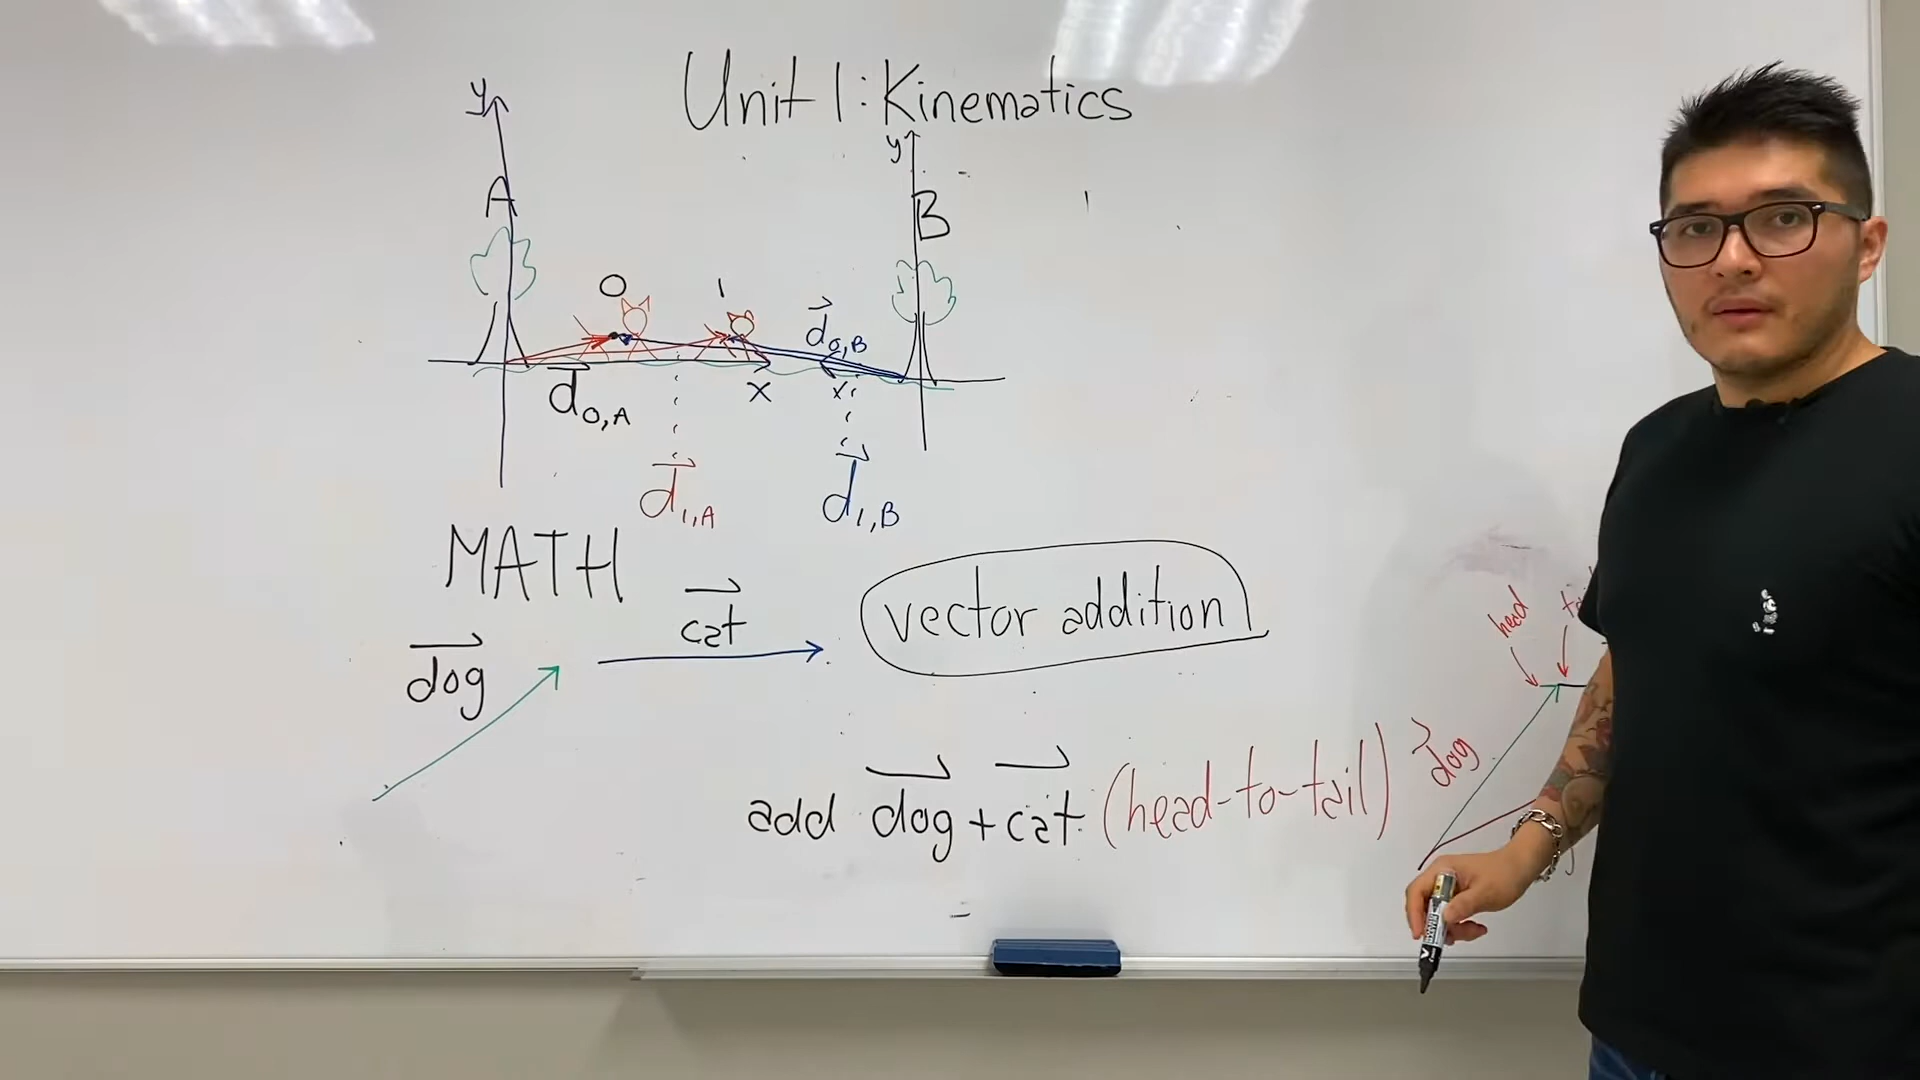 Unit 1: Kinematics
y
y
A
B
0
1
d0,B
d0,A
x
x
d1,A
d1,B
MATH
cat
vector addition
dog
head
add dog + cat (head-to-tail)
dog